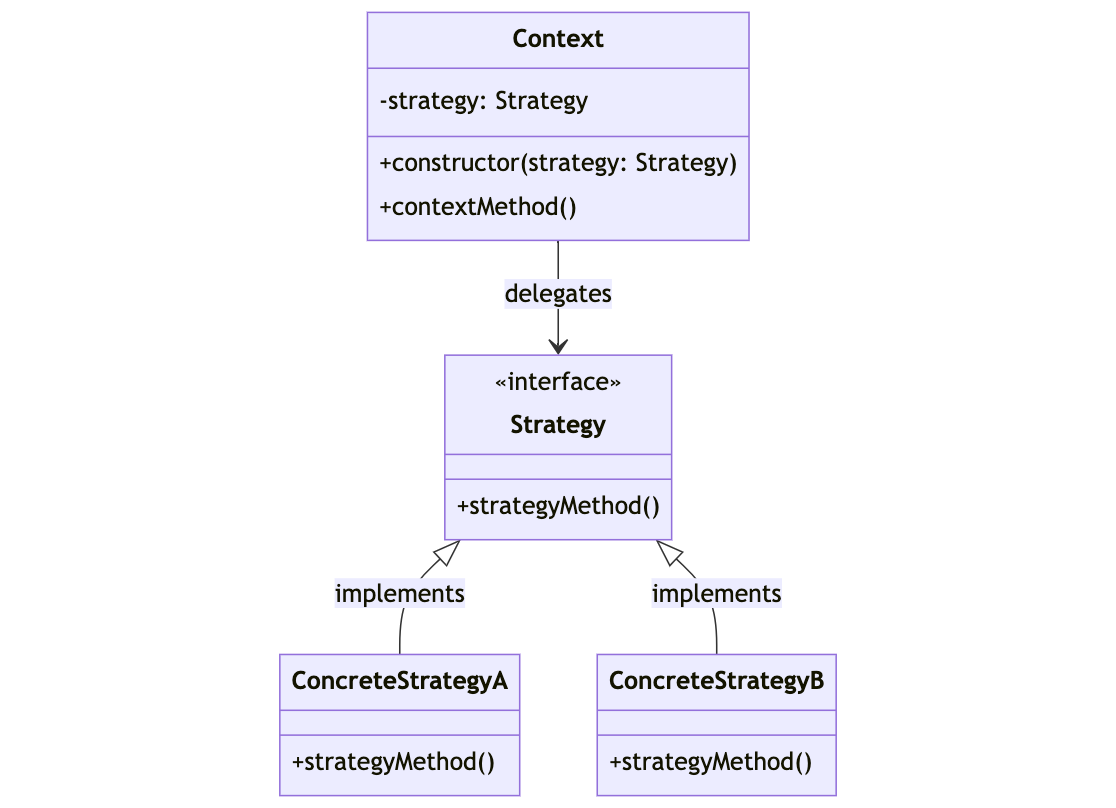 Context
-strategy: Strategy
+constructor(strategy: Strategy)
+contextMethod()
delegates
«interface»
Strategy
+strategyMethod()
implements
implements
ConcreteStrategyA
+strategyMethod()
ConcreteStrategyB
+strategyMethod()